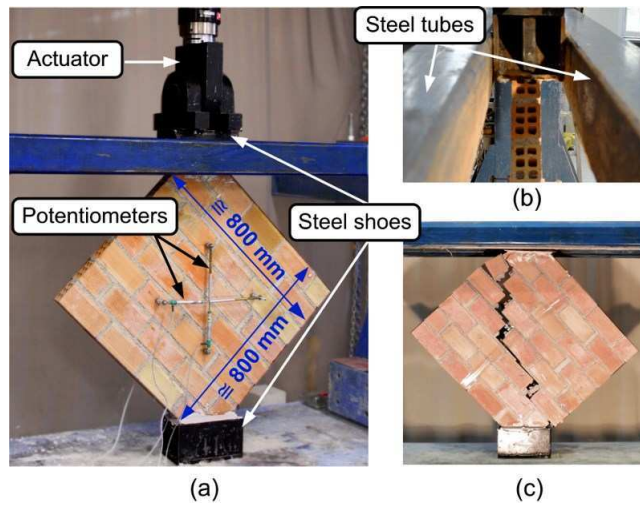 Actuator
Steel tubes
(b)
Potentiometers
Steel shoes
≅ 800 mm
≅ 800 mm
(a)
(c)